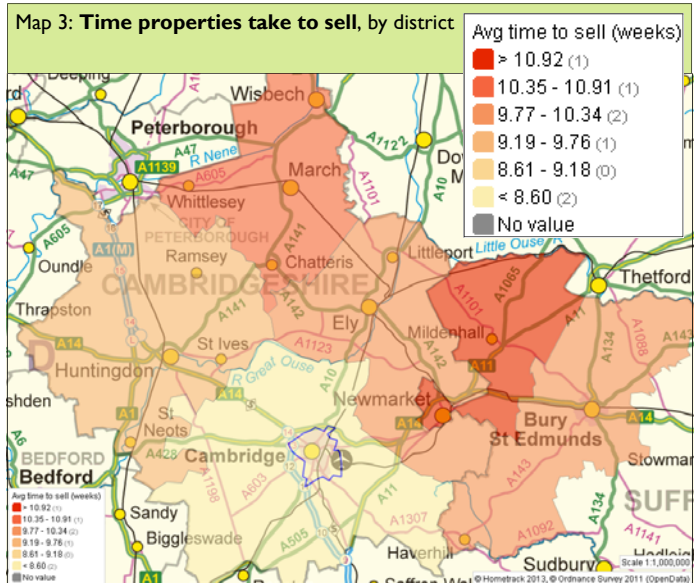 Map 3: Time properties take to sell, by district
Avg time to sell (weeks)
> 10.92 (1)
10.35 - 10.91 (1)
9.77 - 10.34 (2)
9.19 - 9.76 (1)
8.61 - 9.18 (0)
< 8.60 (2)
No value
Deeping
Wisbech
Peterborough
A47
A1122
R Nene
A1139
March
A605
A10
A47
A1101
Whittlesey
CITY OF
PETERBOROUGH
A605
A1(M)
A141
Littleport
Little Ouse R
Oundle
Ramsey
Chatteris
Thetford
CAMBRIDGESHIRE
A1065
A1101
A11
Thrapston
A141
A142
Ely
Mildenhall
A134
A1088
A143
A14
St Ives
A1123
A142
A11
Huntingdon
R Great Ouse
A10
Newmarket
A14
Bury
St Edmunds
A14
A1
St
Neots
A14
A14
A6
BEDFORD
Bedford
A428
Cambridge
Stowmar
A603
A1198
A11
A143
A134
SUFF
Avg time to sell (weeks)
> 10.92 (1)
10.35 - 10.91 (1)
9.77 - 10.34 (2)
9.19 - 9.76 (1)
8.61 - 9.18 (0)
< 8.60 (2)
No value
Sandy
Biggleswade
A505
A1307
A1092
A1141
Haverhill
Sudbury
Scale 1:1,000,000
A1
© Hometrack 2013, © Ordnance Survey 2011 (OpenD